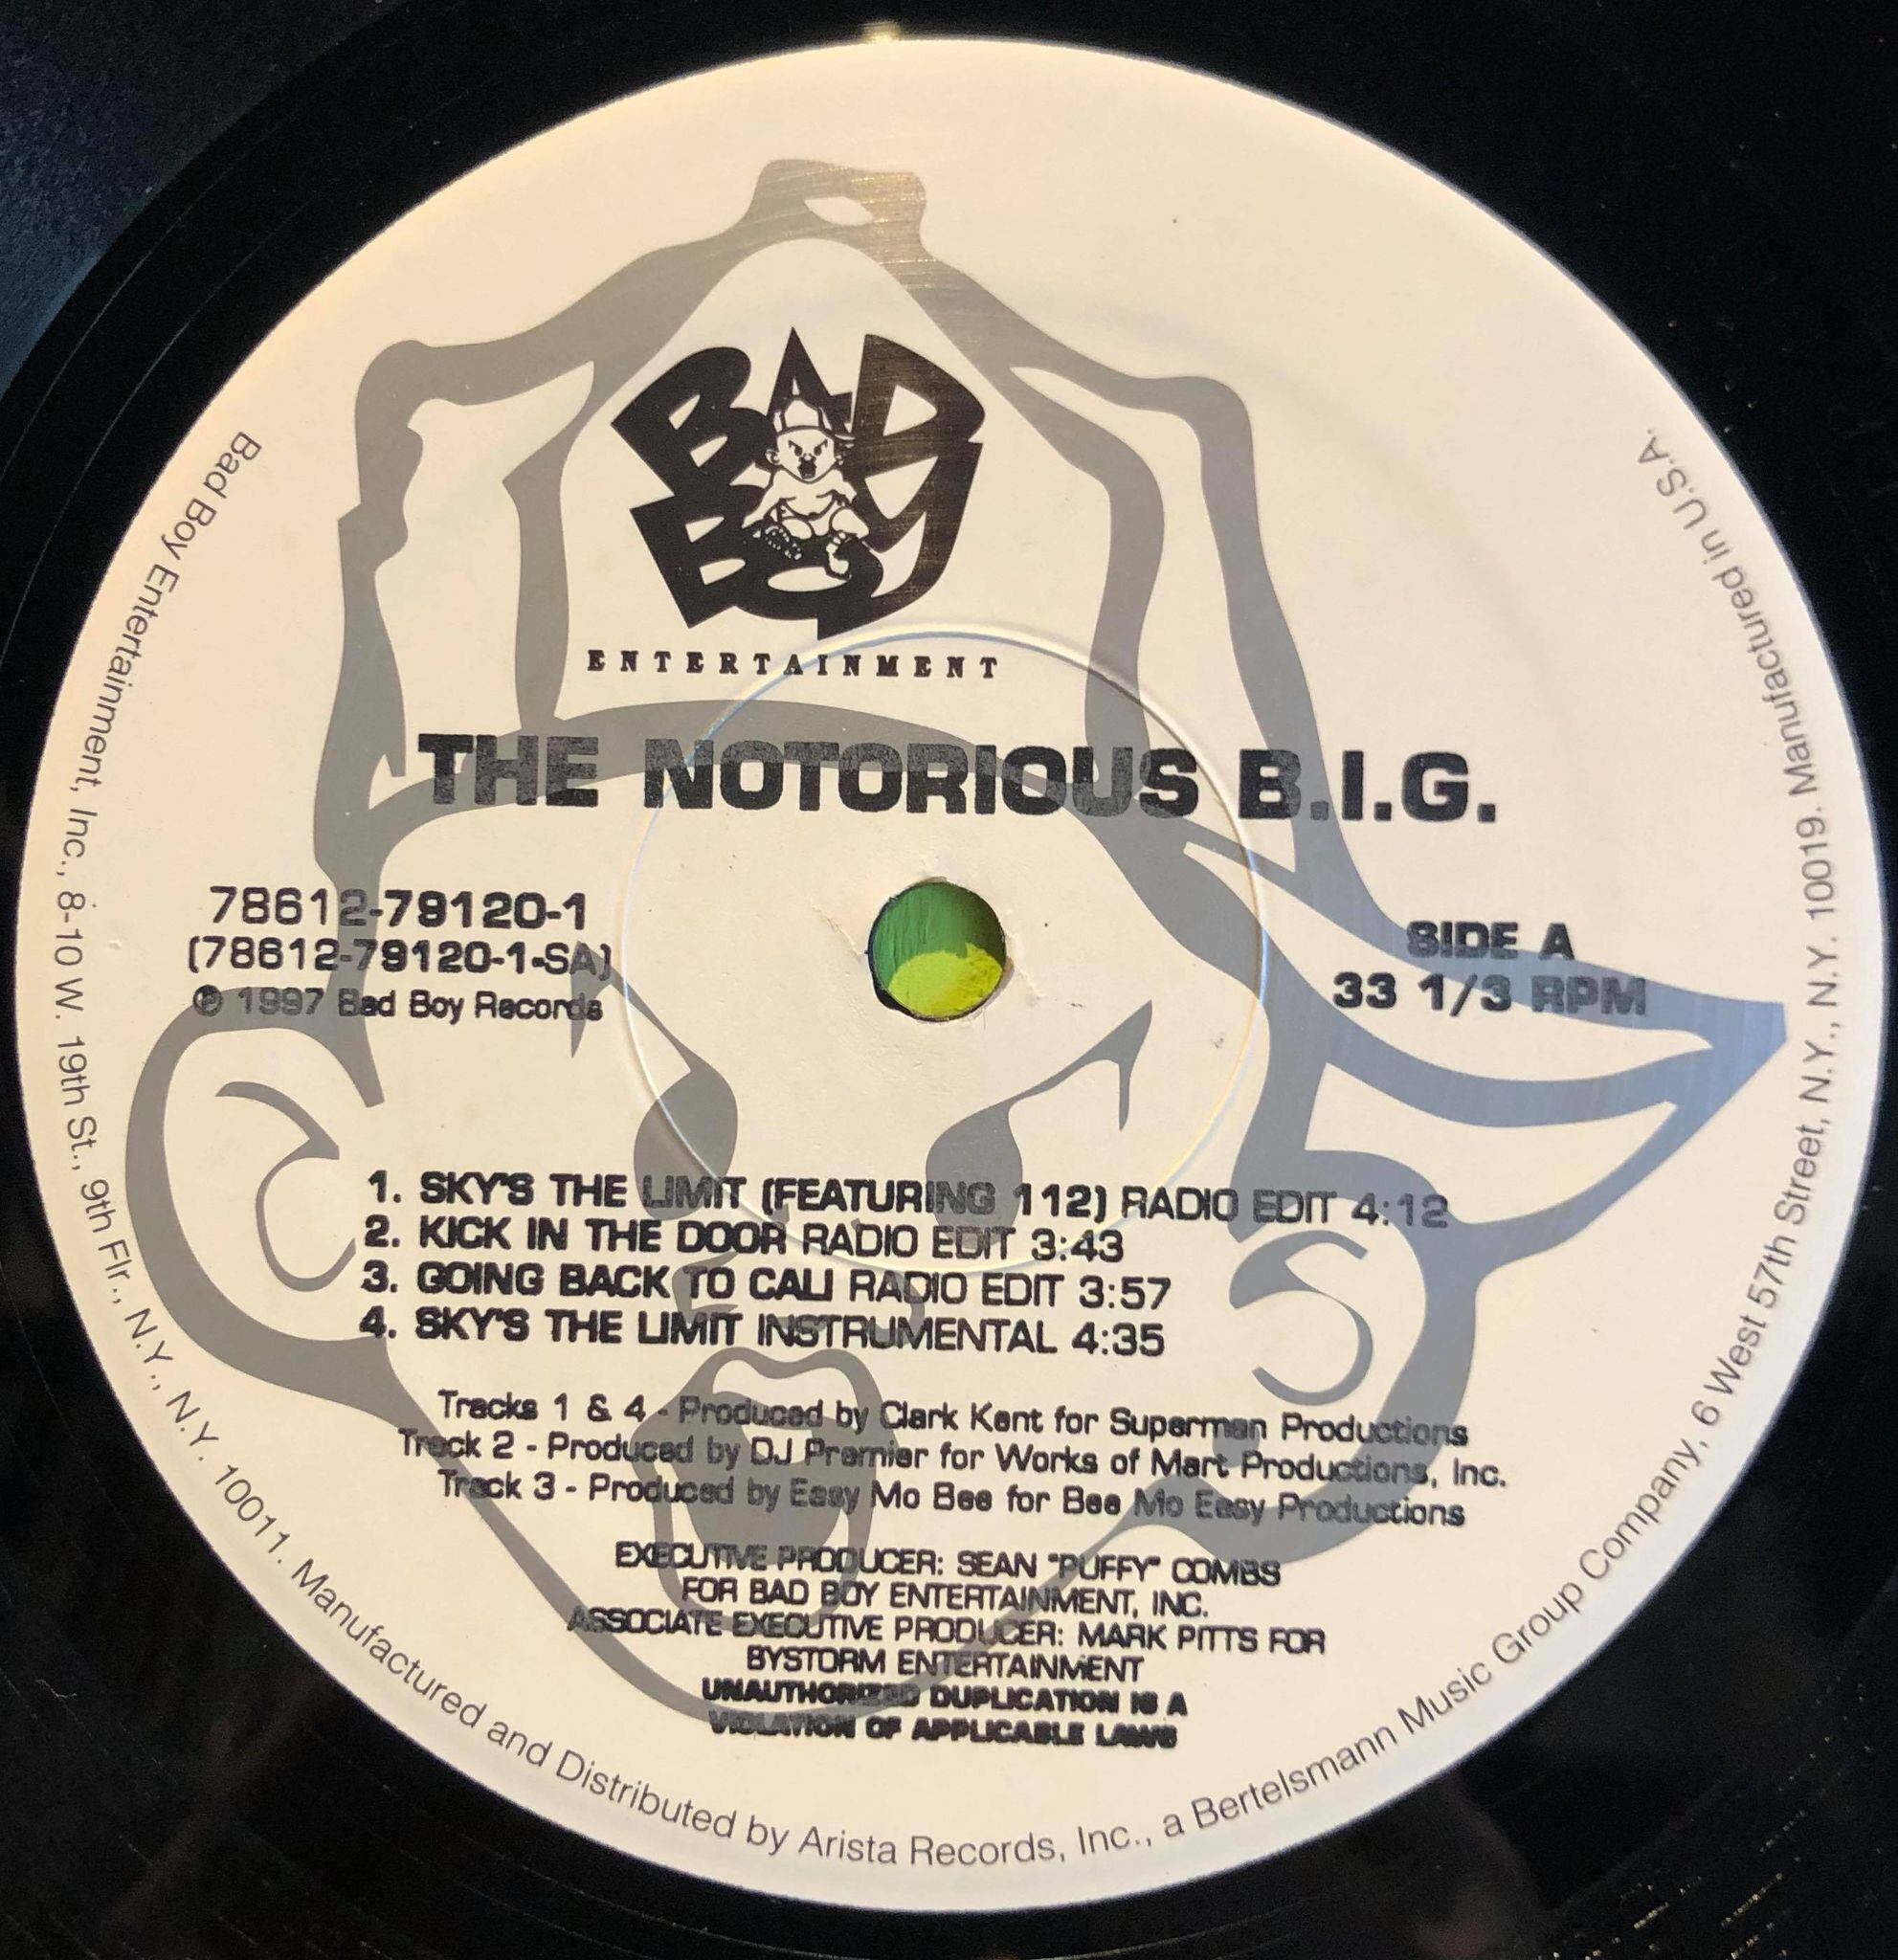 BAD
BOY
ENTERTAINMENT
THE NOTORIOUS B.I.G.
78612-79120-1
(78612-79120-1-SA)
℗ 1997 Bad Boy Records
SIDE A
33 1/3 RPM
1. SKY'S THE LIMIT (FEATURING 112) RADIO EDIT 4:12
2. KICK IN THE DOOR RADIO EDIT 3:43
3. GOING BACK TO CALI RADIO EDIT 3:57
4. SKY'S THE LIMIT INSTRUMENTAL 4:35
Tracks 1 & 4 - Produced by Clark Kent for Superman Productions
Track 2 - Produced by DJ Premier for Works of Mart Productions, Inc.
Track 3 - Produced by Easy Mo Bee for Bee Mo Easy Productions
EXECUTIVE PRODUCER: SEAN "PUFFY" COMBS
FOR BAD BOY ENTERTAINMENT, INC.
ASSOCIATE EXECUTIVE PRODUCER: MARK PITTS FOR
BYSTORM ENTERTAINMENT
UNAUTHORIZED DUPLICATION IS A
VIOLATION OF APPLICABLE LAWS
Bad Boy Entertainment, Inc., 8-10 W. 19th St., 9th Flr., N.Y., N.Y. 10011. Manufactured and Distributed by Arista Records, Inc., a Bertelsmann Music Group Company, 6 West 57th Street, N.Y., N.Y. 10019. Manufactured in U.S.A.